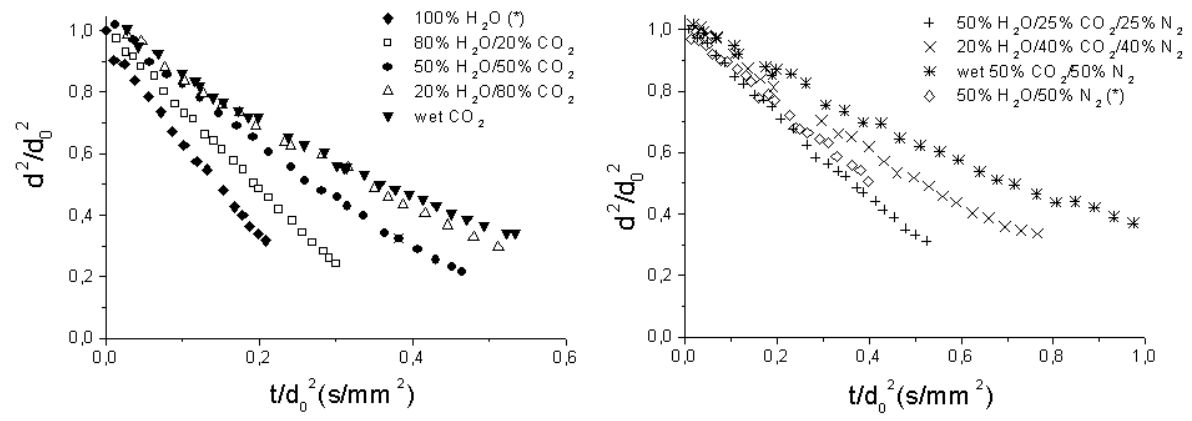 100% H₂O (*)
80% H₂O/20% CO₂
50% H₂O/50% CO₂
20% H₂O/80% CO₂
wet CO₂
1,0
0,8
0,6
0,4
0,2
0,0
d²/d₀²
0,0 0,2 0,4 0,6
t/d₀² (s/mm²)
50% H₂O/25% CO₂/25% N₂
20% H₂O/40% CO₂/40% N₂
wet 50% CO₂/50% N₂
50% H₂O/50% N₂ (*)
1,0
0,8
0,6
0,4
0,2
0,0
d²/d₀²
0,0 0,2 0,4 0,6 0,8 1,0
t/d₀² (s/mm²)